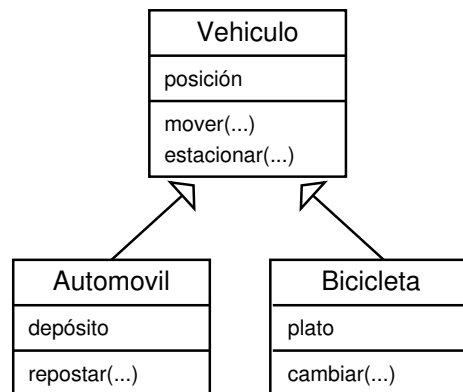 Vehiculo
posición
mover(...)
estacionar(...)
Automovil
depósito
repostar(...)
Bicicleta
plato
cambiar(...)